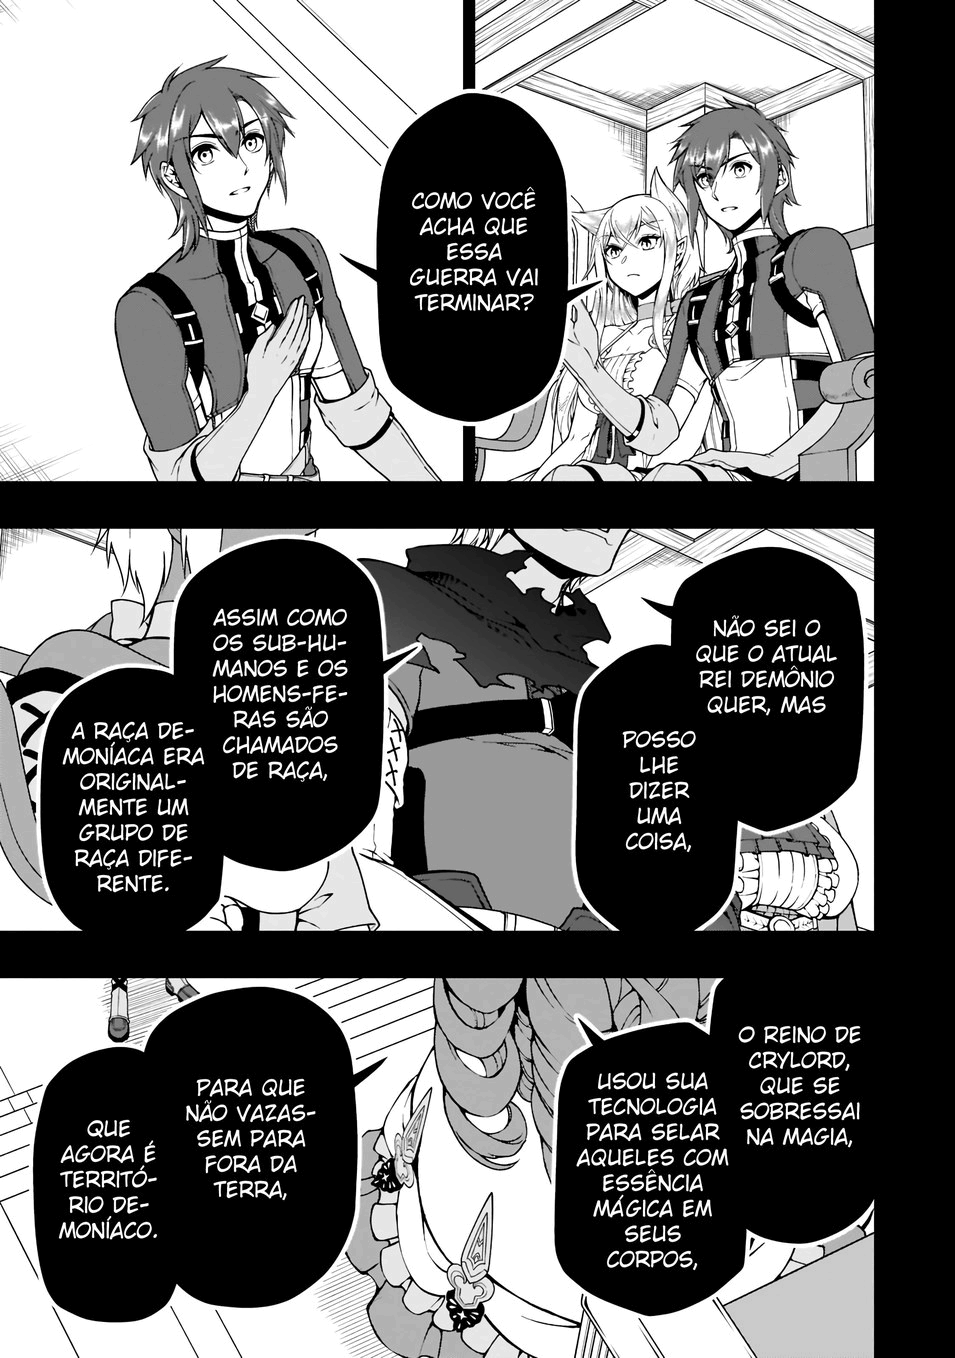 COMO VOCÊ
ACHA QUE
ESSA
GUERRA VAI
TERMINAR?
NÃO SEI O
QUE O ATUAL
REI DEMÔNIO
QUER, MAS
POSSO
LHE
DIZER
UMA
COISA,
ASSIM COMO
OS SUB-HU-
MANOS E OS
HOMENS-FE-
RAS SÃO
CHAMADOS
DE RAÇA,
A RAÇA DE-
MONÍACA ERA
ORIGINAL-
MENTE UM
GRUPO DE
RAÇA DIFE-
RENTE.
O REINO DE
CRYLORD,
QUE SE
SOBRESSAI
NA MAGIA,
USOU SUA
TECNOLOGIA
PARA SELAR
AQUELES COM
ESSÊNCIA
MÁGICA EM
SEUS
CORPOS,
PARA QUE
NÃO VAZAS-
SEM PARA
FORA DA
TERRA,
QUE
AGORA É
TERRITÓ-
RIO DE-
MONÍACO.